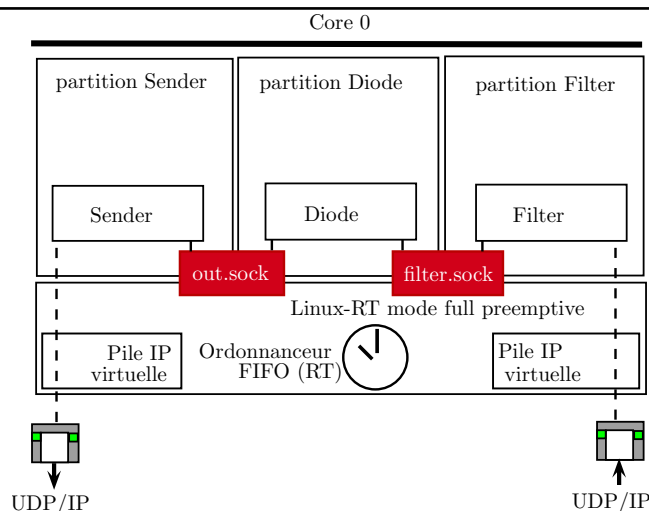 Core 0
partition Sender
partition Diode
partition Filter
Sender
Diode
Filter
out.sock
filter.sock
Linux-RT mode full preemptive
Pile IP
virtuelle
Ordonnanceur
FIFO (RT)
Pile IP
virtuelle
UDP/IP
UDP/IP